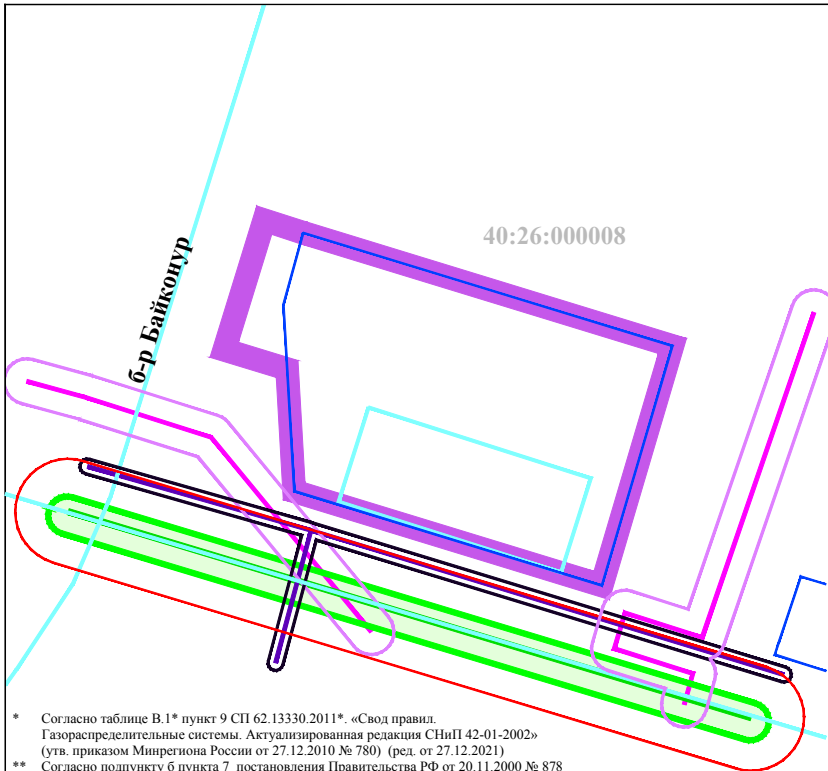 40:26:000008
б-р Байконур
* Согласно таблице В.1* пункт 9 СП 62.13330.2011*. «Свод правил.
Газораспределительные системы. Актуализированная редакция СНиП 42-01-2002»
(утв. приказом Минрегиона России от 27.12.2010 № 780) (ред. от 27.12.2021)
** Согласно подпункту б пункта 7 постановления Правительства РФ от 20.11.2000 № 878